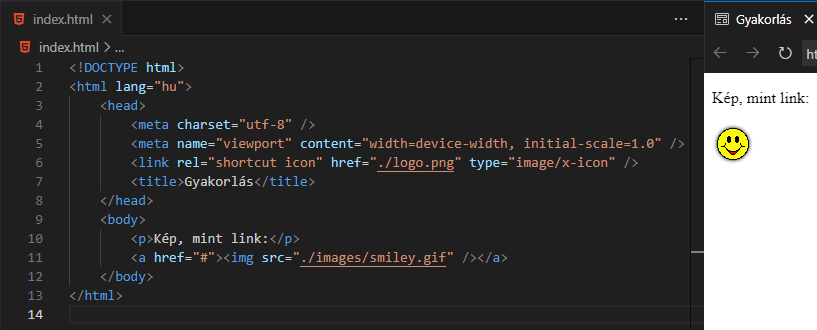 index.html
index.html > ...
1 <!DOCTYPE html>
2 <html lang="hu">
3 <head>
4 <meta charset="utf-8" />
5 <meta name="viewport" content="width=device-width, initial-scale=1.0" />
6 <link rel="shortcut icon" href="./logo.png" type="image/x-icon" />
7 <title>Gyakorlás</title>
8 </head>
9 <body>
10 <p>Kép, mint link:</p>
11 <a href="#"><img src="./images/smiley.gif" /></a>
12 </body>
13 </html>
14
Gyakorlás
ht
Kép, mint link: